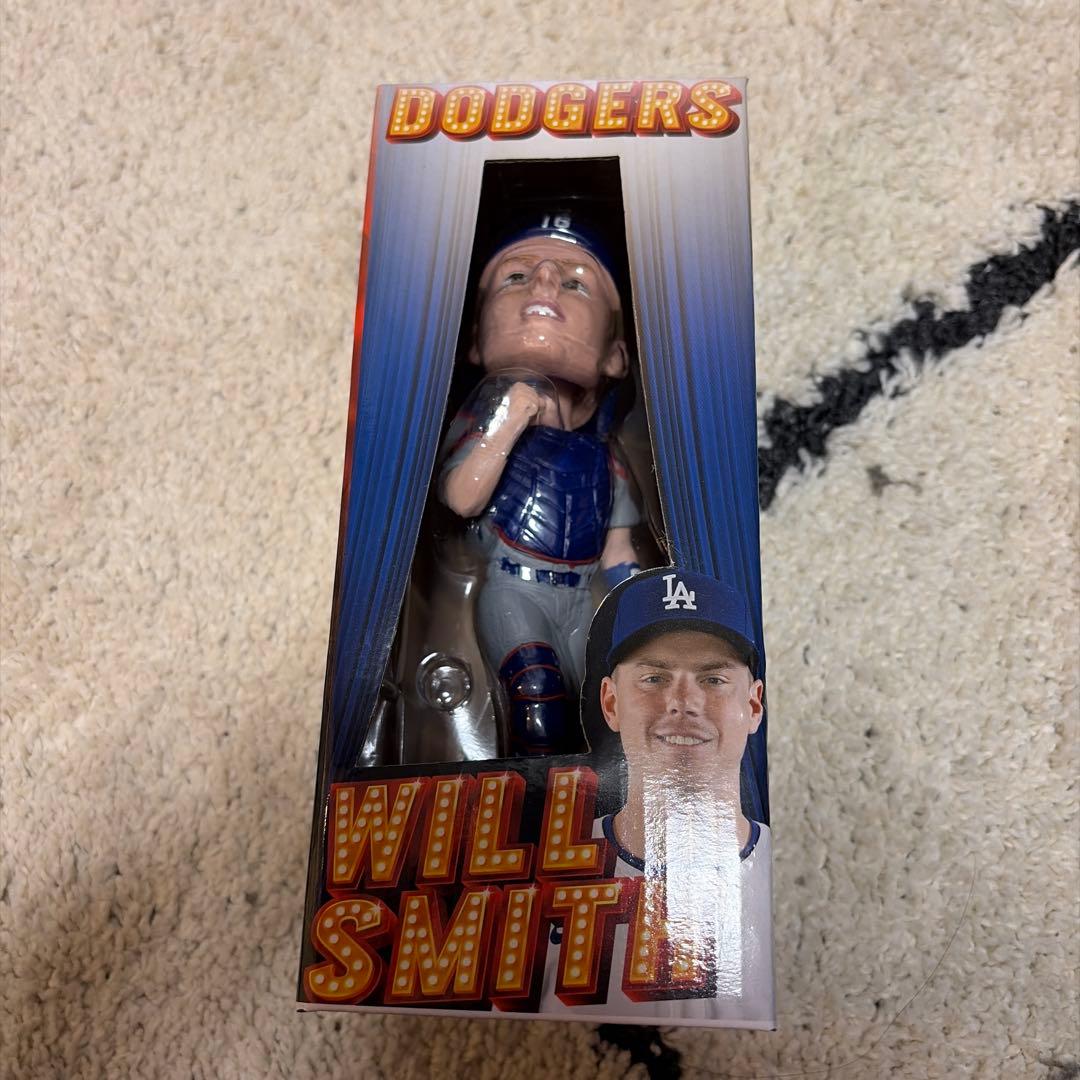 DODGERS
16
LA
WILL
SMITH